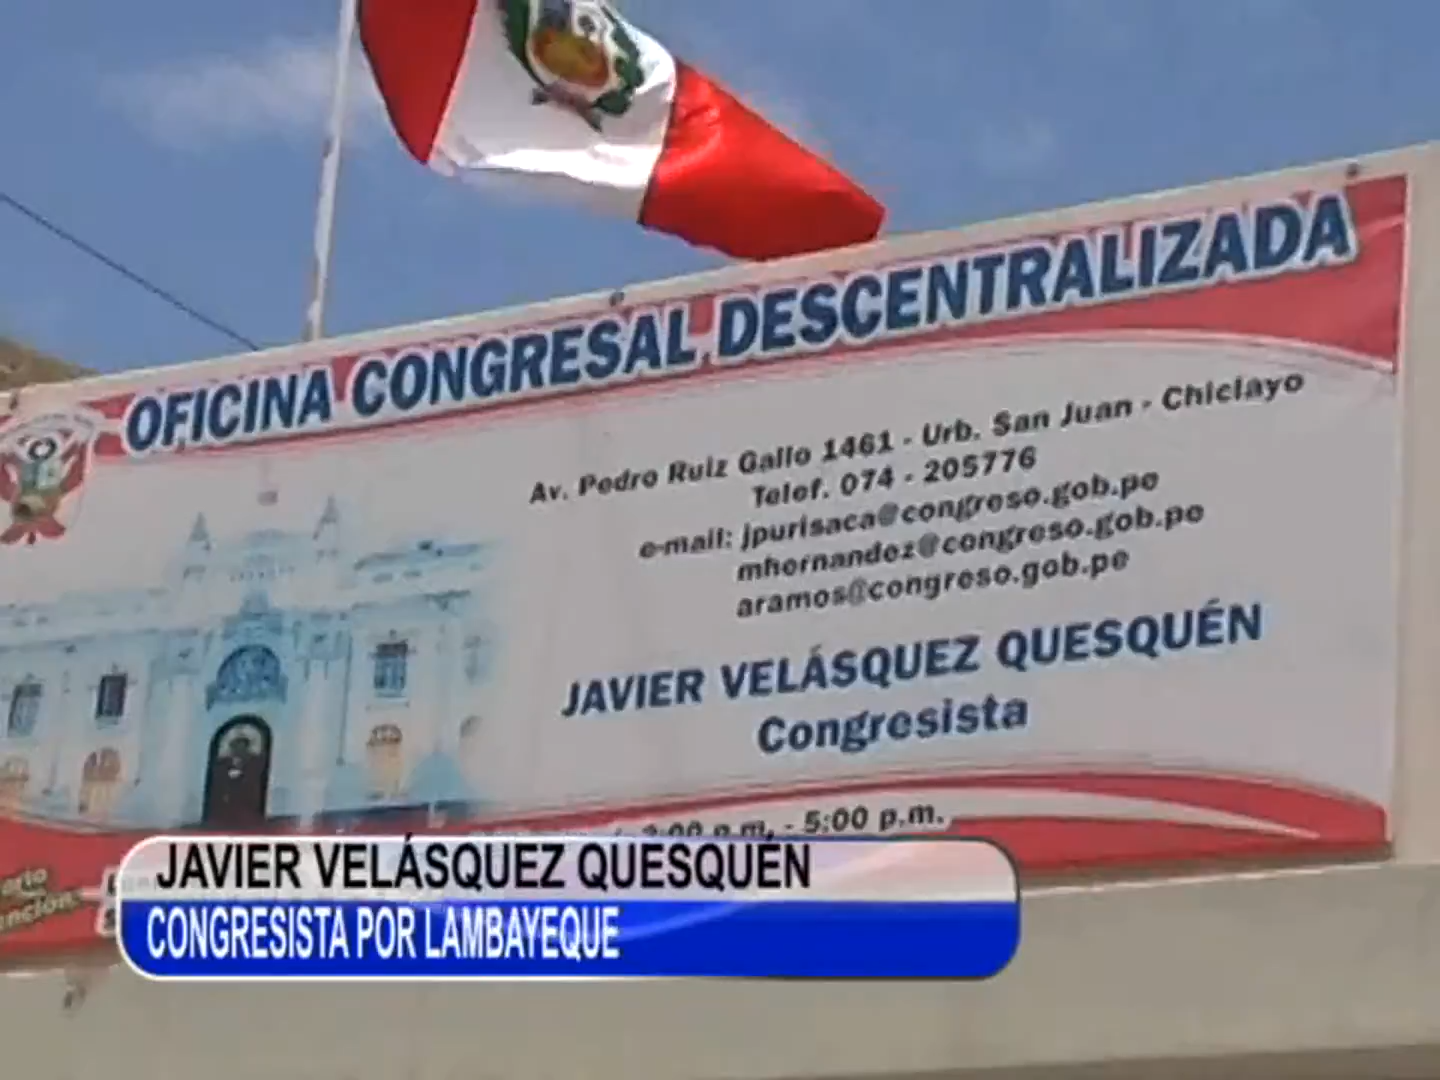 OFICINA CONGRESAL DESCENTRALIZADA
Av. Pedro Ruiz Gallo 1461 - Urb. San Juan - Chiclayo
Telef. 074 - 205776
e-mail: jpurisaca@congreso.gob.pe
mhernandez@congreso.gob.pe
aramos@congreso.gob.pe
JAVIER VELÁSQUEZ QUESQUÉN
Congresista
p.m. - 5:00 p.m.
JAVIER VELÁSQUEZ QUESQUÉN
CONGRESISTA POR LAMBAYEQUE